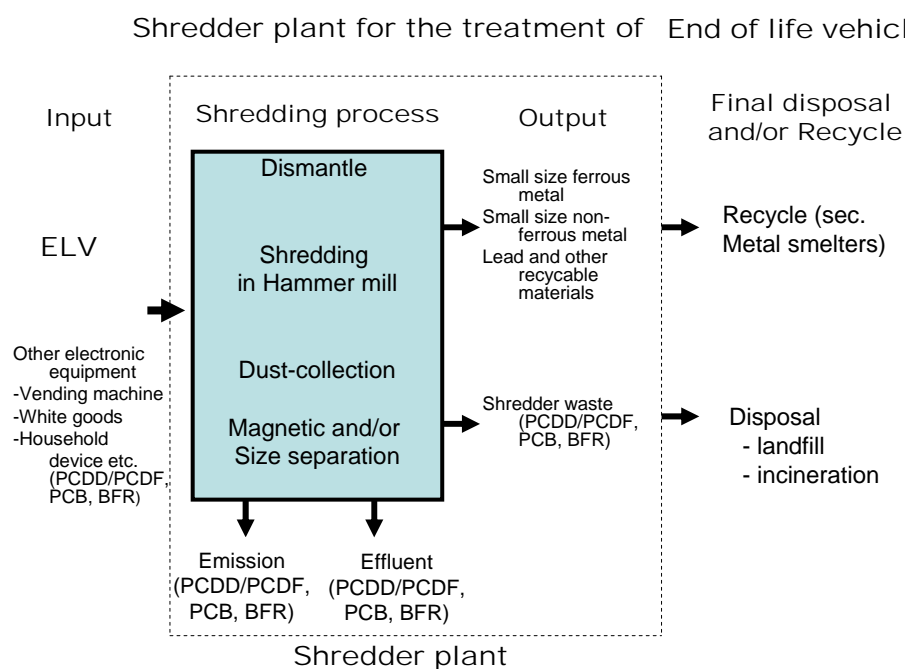 Shredder plant for the treatment of End of life vehicl
Input
Shredding process
Output
Final disposal
and/or Recycle
ELV
Other electronic
equipment
-Vending machine
-White goods
-Household
device etc.
(PCDD/PCDF,
PCB, BFR)
Dismantle
Shredding
in Hammer mill
Dust-collection
Magnetic and/or
Size separation
Small size ferrous
metal
Small size non-
ferrous metal
Lead and other
recycable
materials
Shredder waste
(PCDD/PCDF,
PCB, BFR)
Recycle (sec.
Metal smelters)
Disposal
- landfill
- incineration
Emission
(PCDD/PCDF,
PCB, BFR)
Effluent
(PCDD/PCDF,
PCB, BFR)
Shredder plant